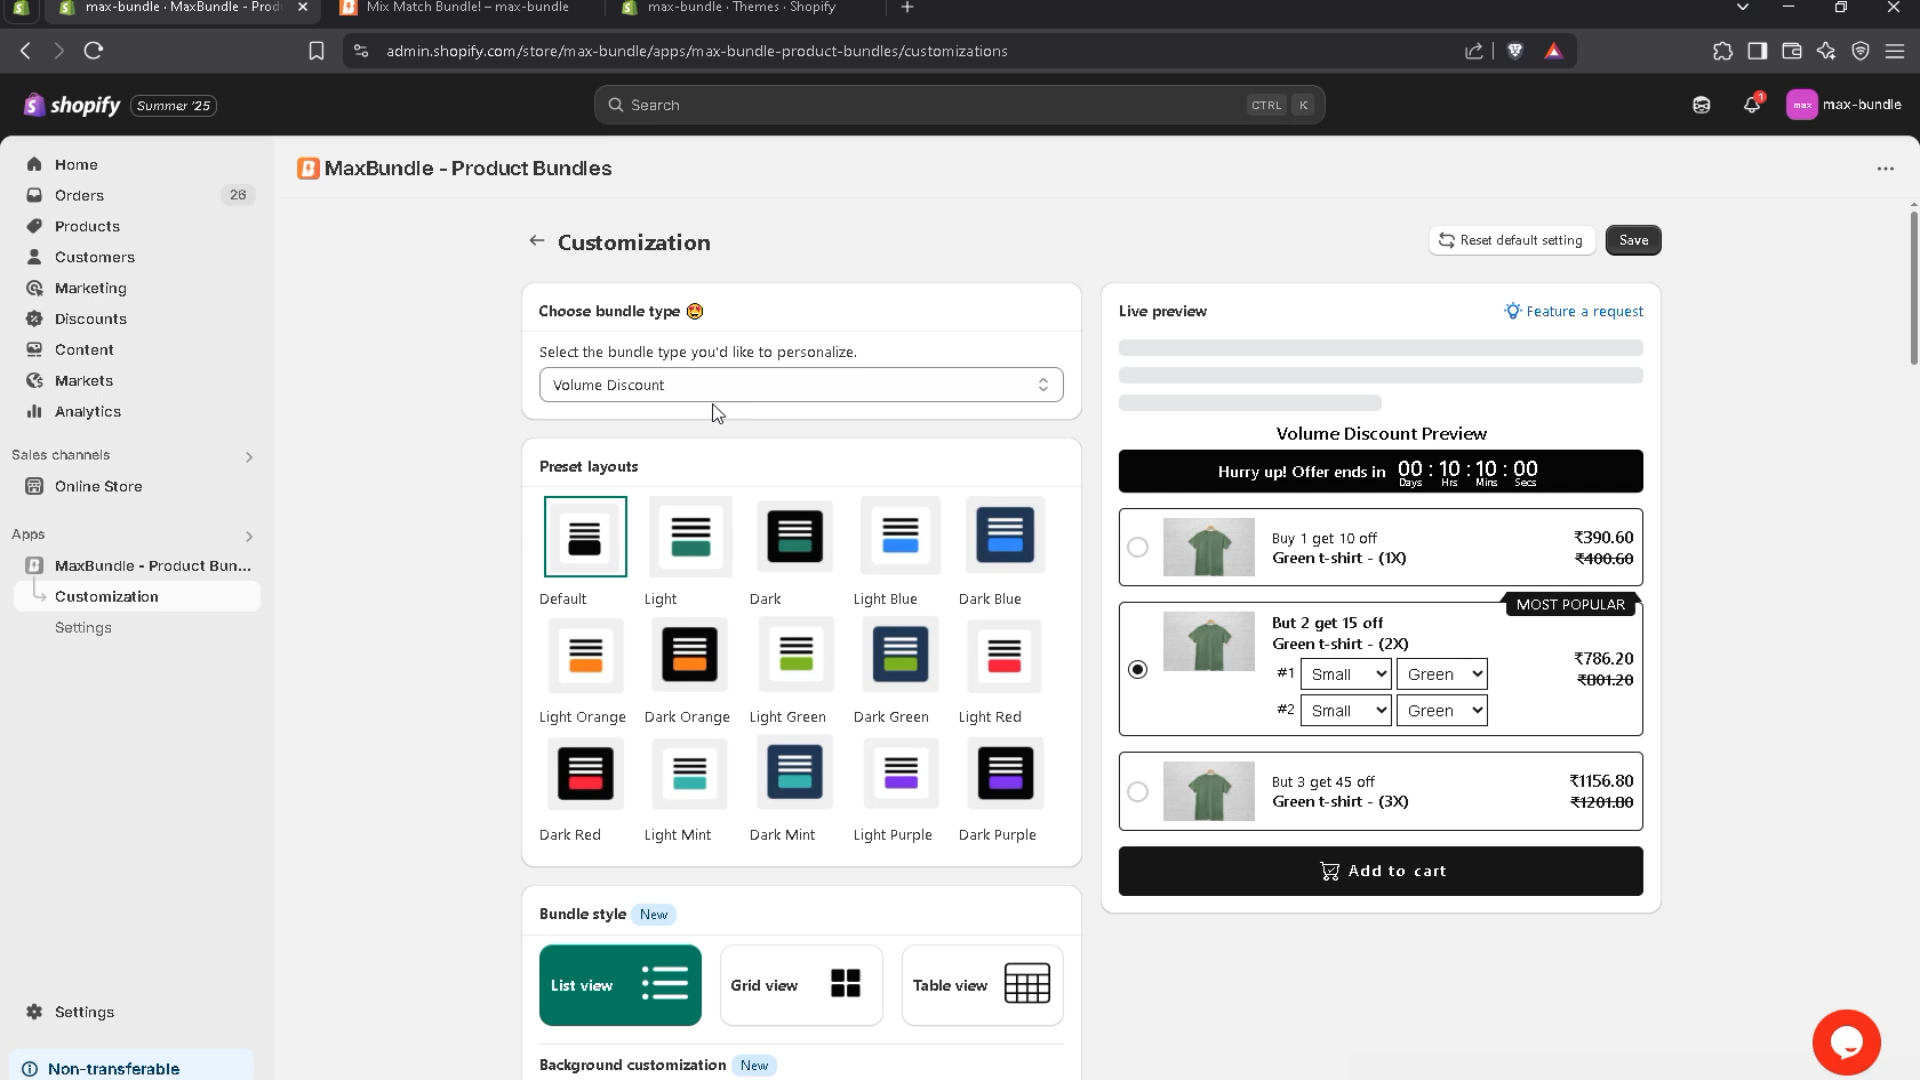 max-bundle · MaxBundle - Prod
Mix Match Bundle! – max-bundle
max-bundle · Themes · Shopify
admin.shopify.com/store/max-bundle/apps/max-bundle-product-bundles/customizations
shopify
Summer '25
Search
CTRL
K
1
max
max-bundle
Home
Orders
26
Products
Customers
Marketing
Discounts
Content
Markets
Analytics
Sales channels
Online Store
Apps
MaxBundle - Product Bun...
Customization
Settings
Settings
Non-transferable
MaxBundle - Product Bundles
Customization
Reset default setting
Save
Choose bundle type 🤩
Select the bundle type you'd like to personalize.
Volume Discount
Preset layouts
Default
Light
Dark
Light Blue
Dark Blue
Light Orange
Dark Orange
Light Green
Dark Green
Light Red
Dark Red
Light Mint
Dark Mint
Light Purple
Dark Purple
Bundle style
New
List view
Grid view
Table view
Background customization
New
Live preview
Feature a request
Volume Discount Preview
Hurry up! Offer ends in 00 : 10 : 10 : 00
Days Hrs Mins Secs
Buy 1 get 10 off
Green t-shirt - (1X)
₹390.60
₹400.60
MOST POPULAR
But 2 get 15 off
Green t-shirt - (2X)
#1 Small Green
#2 Small Green
₹786.20
₹801.20
But 3 get 45 off
Green t-shirt - (3X)
₹1156.80
₹1201.80
Add to cart